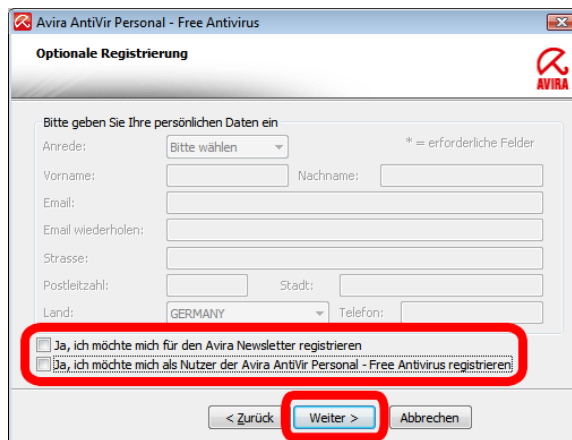 Avira AntiVir Personal - Free Antivirus
Optionale Registrierung
AVIRA
Bitte geben Sie Ihre persönlichen Daten ein
Anrede: Bitte wählen * = erforderliche Felder
Vorname: Nachname:
Email:
Email wiederholen:
Strasse:
Postleitzahl: Stadt:
Land: GERMANY Telefon:
Ja, ich möchte mich für den Avira Newsletter registrieren
Ja, ich möchte mich als Nutzer der Avira AntiVir Personal - Free Antivirus registrieren
< Zurück Weiter > Abbrechen